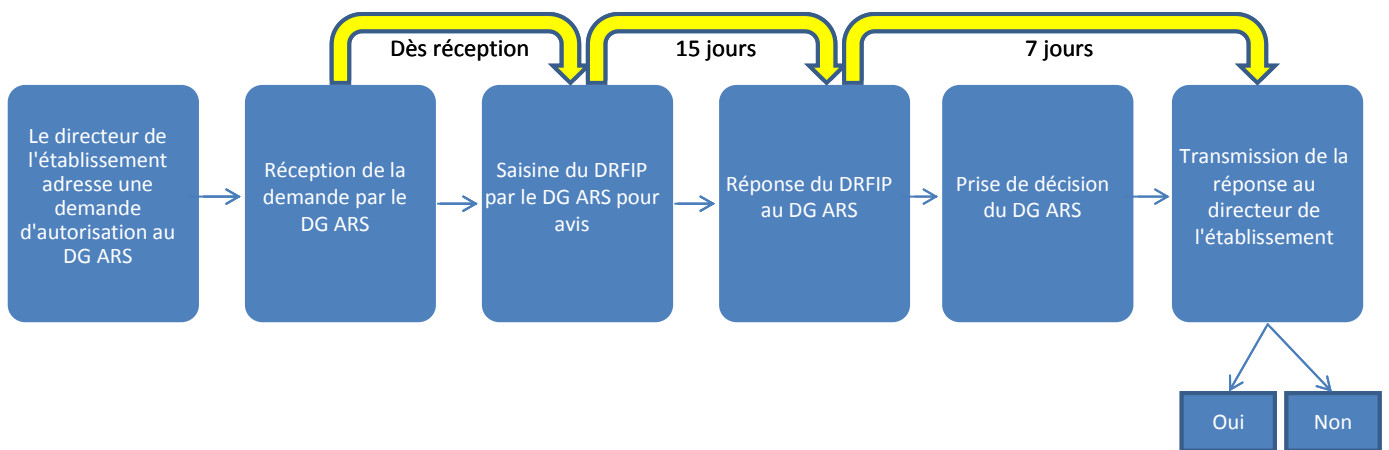 Dès réception
15 jours
7 jours
Le directeur de
l'établissement
adresse une
demande
d'autorisation au
DG ARS
Réception de la
demande par le
DG ARS
Saisine du DRFIP
par le DG ARS pour
avis
Réponse du DRFIP
au DG ARS
Prise de décision
du DG ARS
Transmission de la
réponse au
directeur de
l'établissement
Oui
Non